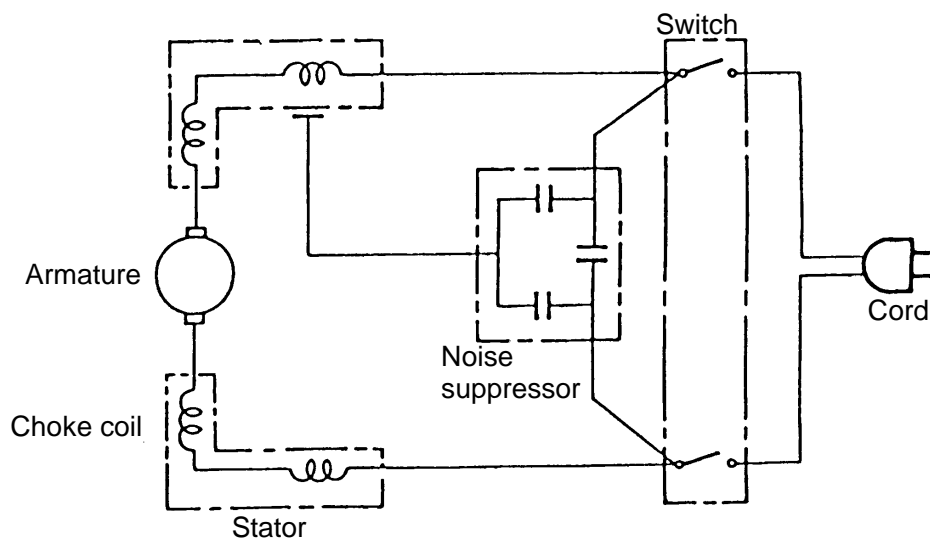 Switch
Armature
Cord
Noise
suppressor
Choke coil
Stator